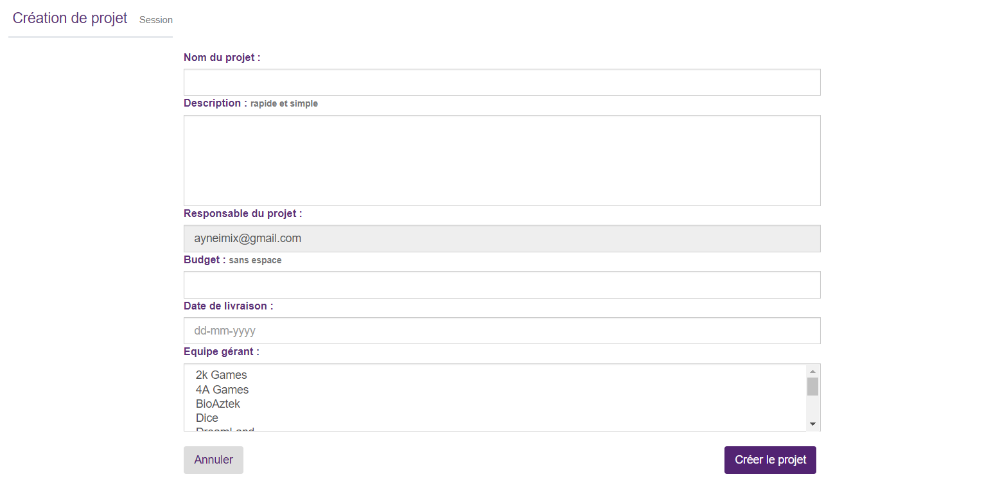 Création de projet Session
Nom du projet :
Description : rapide et simple
Responsable du projet :
ayneimix@gmail.com
Budget : sans espace
Date de livraison :
dd-mm-yyyy
Equipe gérant :
2k Games
4A Games
BioAztek
Dice
DreamLand
Annuler Créer le projet